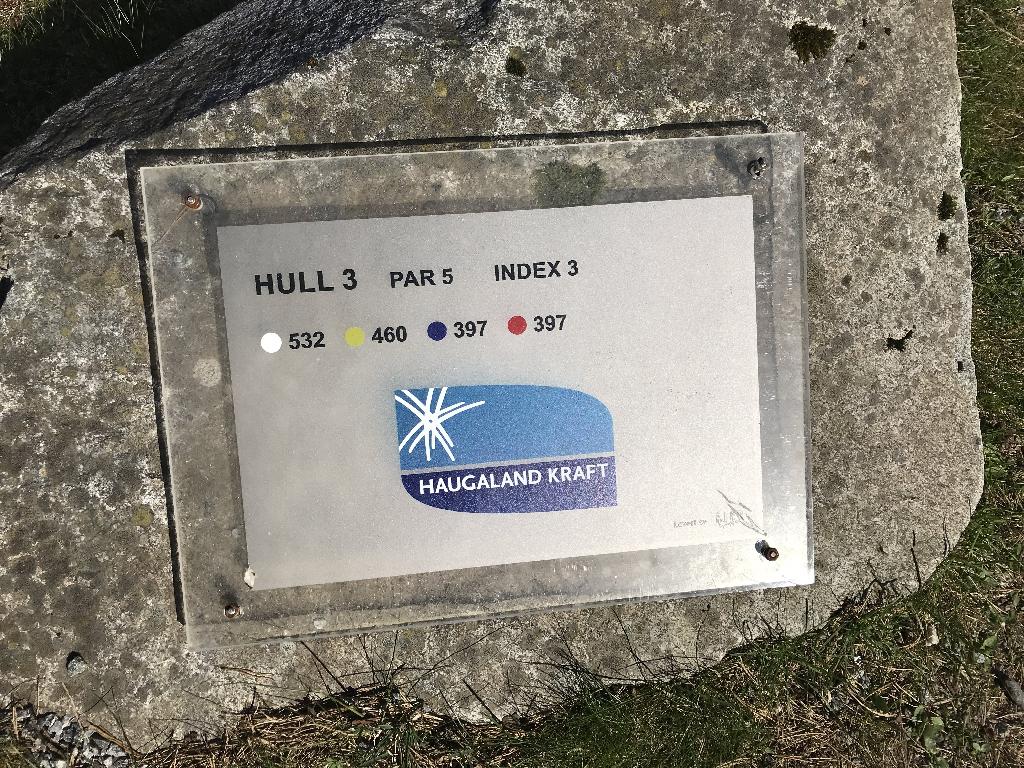 HULL 3 PAR 5 INDEX 3
532 460 397 397
HAUGALAND KRAFT